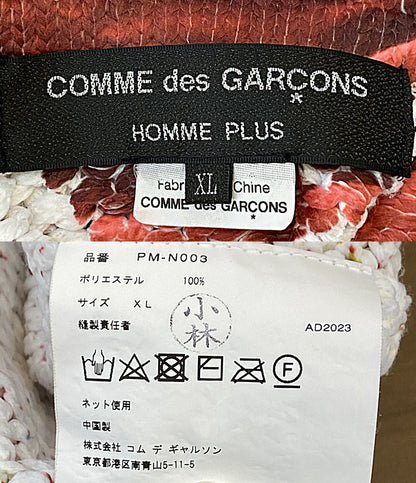 COMME des GARÇONS
HOMME PLUS
XL
COMME des GARÇONS
品番 PM-N003
ポリエステル 100%
サイズ XL
縫製責任者 小林 AD2023
F
ネット使用
中国製
株式会社 コム デ ギャルソン
東京都港区南青山5-11-5